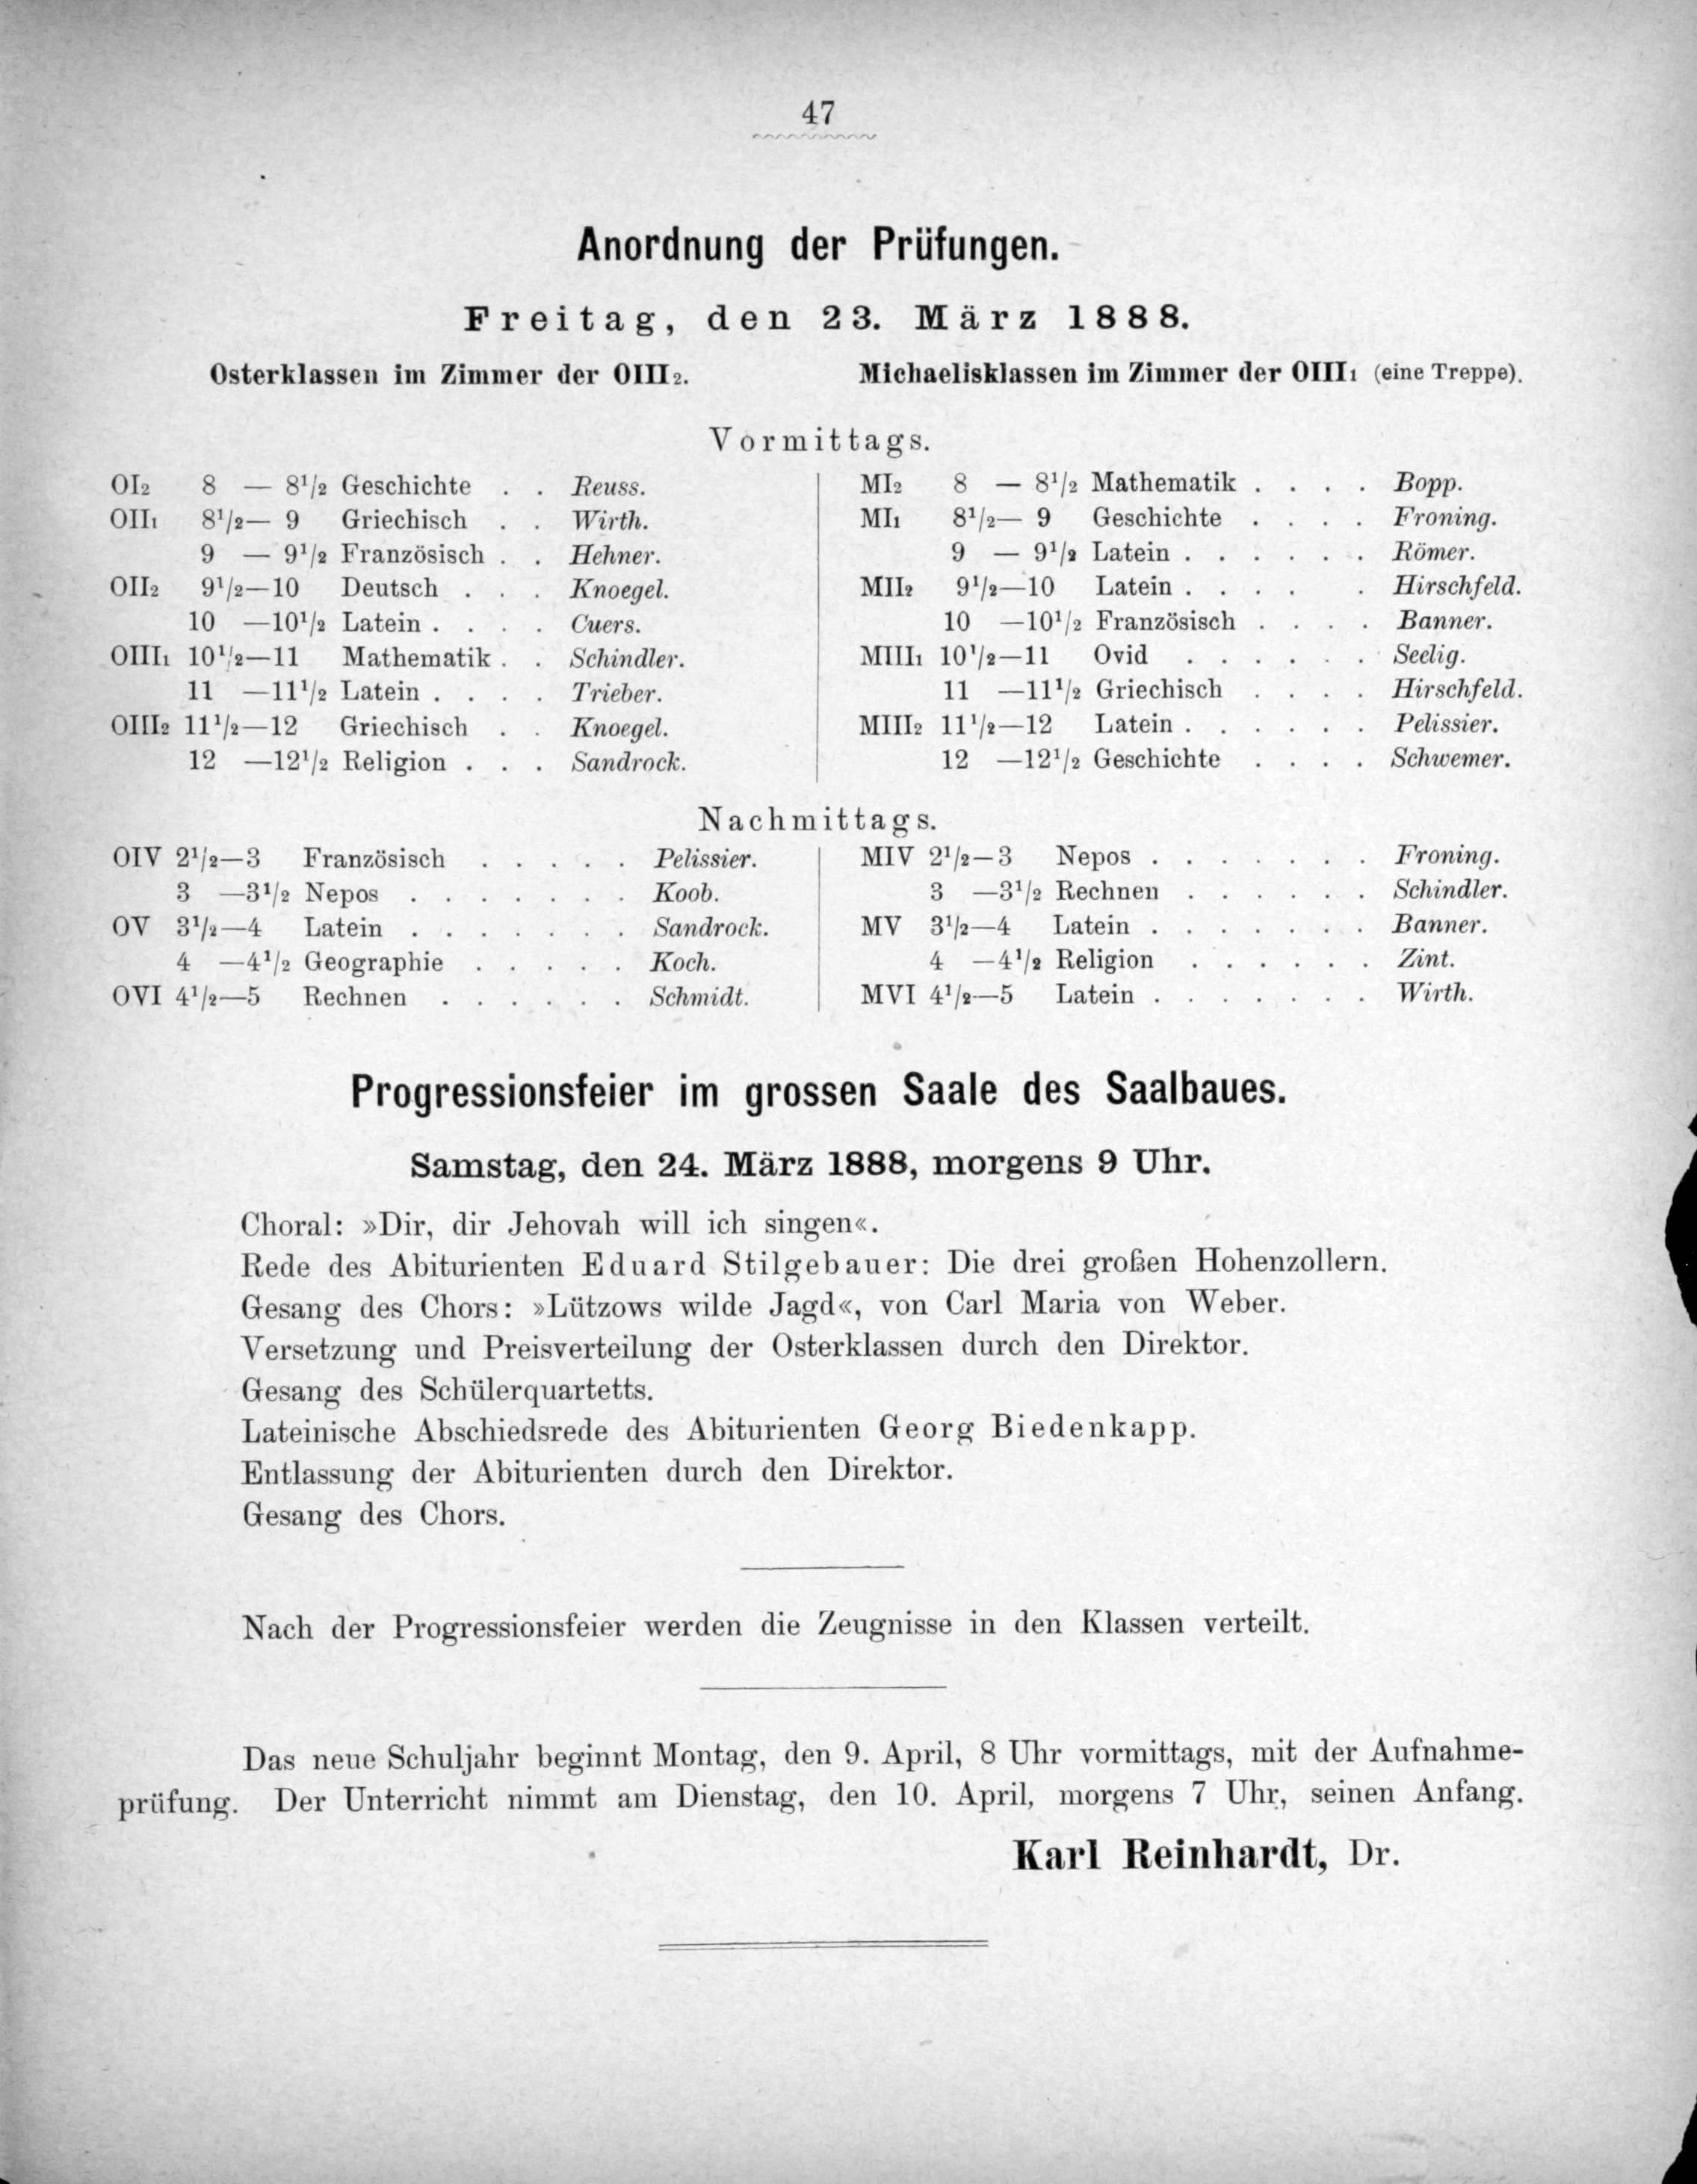 47
Anordnung der Prüfungen.
Freitag, den 23. März 1888.
Osterklassen im Zimmer der OIII₂.
Michaelisklassen im Zimmer der OIII₁ (eine Treppe).
Vormittags.
OI₂ 8 — 8¹/₂ Geschichte . . Reuss.
OII₁ 8¹/₂— 9 Griechisch . . Wirth.
9 — 9¹/₂ Französisch . . Hehner.
OII₂ 9¹/₂—10 Deutsch . . . Knoegel.
10 —10¹/₂ Latein . . . . Cuers.
OIII₁ 10¹/₂—11 Mathematik . . Schindler.
11 —11¹/₂ Latein . . . . Trieber.
OIII₂ 11¹/₂—12 Griechisch . . Knoegel.
12 —12¹/₂ Religion . . . Sandrock.
MI₂ 8 — 8¹/₂ Mathematik . . . . Bopp.
MI₁ 8¹/₂— 9 Geschichte . . . . Froning.
9 — 9¹/₂ Latein . . . . . . Römer.
MII₂ 9¹/₂—10 Latein . . . . . Hirschfeld.
10 —10¹/₂ Französisch . . . . Banner.
MIII₁ 10¹/₂—11 Ovid . . . . . . Seelig.
11 —11¹/₂ Griechisch . . . . Hirschfeld.
MIII₂ 11¹/₂—12 Latein . . . . . . Pelissier.
12 —12¹/₂ Geschichte . . . . Schwemer.
Nachmittags.
OIV 2¹/₂—3 Französisch . . . . . Pelissier.
3 —3¹/₂ Nepos . . . . . . . Koob.
OV 3¹/₂—4 Latein . . . . . . . Sandrock.
4 —4¹/₂ Geographie . . . . . Koch.
OVI 4¹/₂—5 Rechnen . . . . . . Schmidt.
MIV 2¹/₂—3 Nepos . . . . . . . Froning.
3 —3¹/₂ Rechnen . . . . . . Schindler.
MV 3¹/₂—4 Latein . . . . . . . Banner.
4 —4¹/₂ Religion . . . . . . Zint.
MVI 4¹/₂—5 Latein . . . . . . . Wirth.
Progressionsfeier im grossen Saale des Saalbaues.
Samstag, den 24. März 1888, morgens 9 Uhr.
Choral: »Dir, dir Jehovah will ich singen«.
Rede des Abiturienten Eduard Stilgebauer: Die drei großen Hohenzollern.
Gesang des Chors: »Lützows wilde Jagd«, von Carl Maria von Weber.
Versetzung und Preisverteilung der Osterklassen durch den Direktor.
Gesang des Schülerquartetts.
Lateinische Abschiedsrede des Abiturienten Georg Biedenkapp.
Entlassung der Abiturienten durch den Direktor.
Gesang des Chors.
Nach der Progressionsfeier werden die Zeugnisse in den Klassen verteilt.
Das neue Schuljahr beginnt Montag, den 9. April, 8 Uhr vormittags, mit der Aufnahme-
prüfung. Der Unterricht nimmt am Dienstag, den 10. April, morgens 7 Uhr, seinen Anfang.
Karl Reinhardt, Dr.